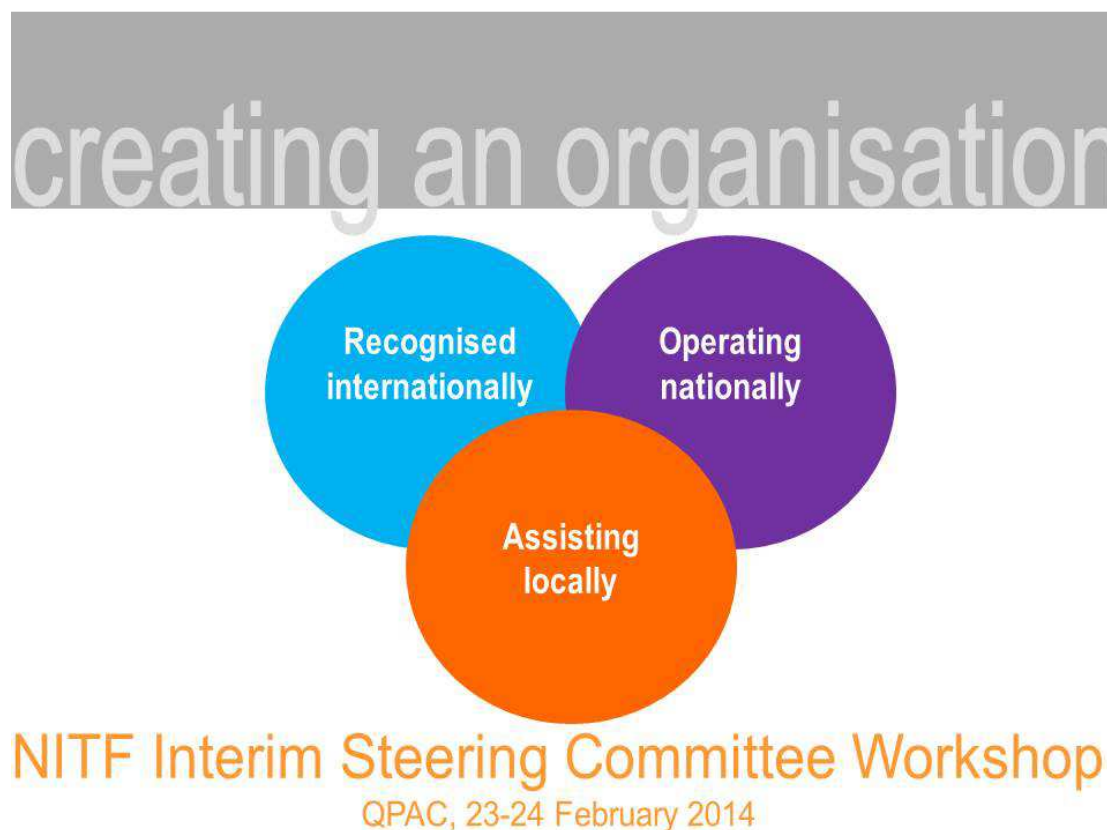 creating an organisation
Recognised
internationally
Operating
nationally
Assisting
locally
NITF Interim Steering Committee Workshop
QPAC, 23-24 February 2014